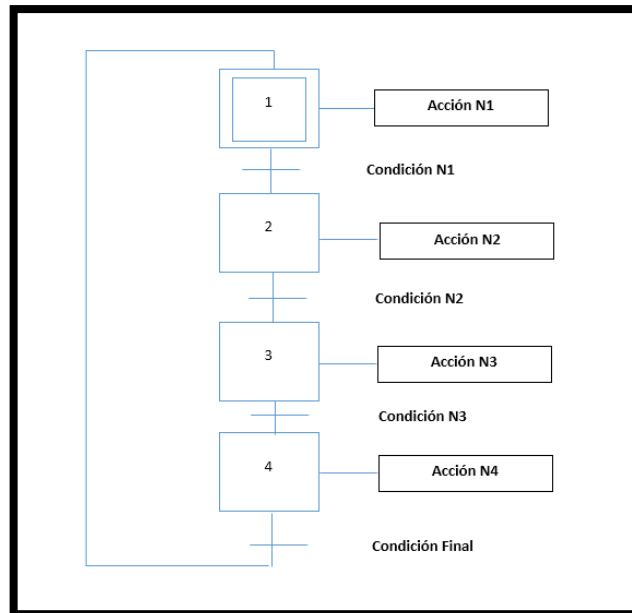 1
Acción N1
Condición N1
2
Acción N2
Condición N2
3
Acción N3
Condición N3
4
Acción N4
Condición Final